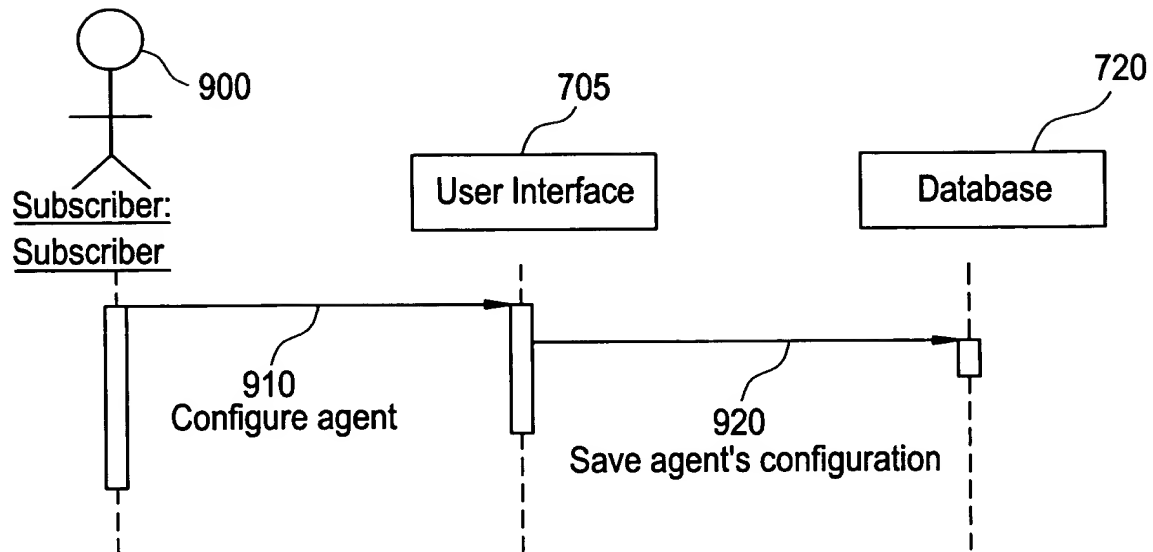 900
705
720
Subscriber:
Subscriber
User Interface
Database
910
Configure agent
920
Save agent's configuration